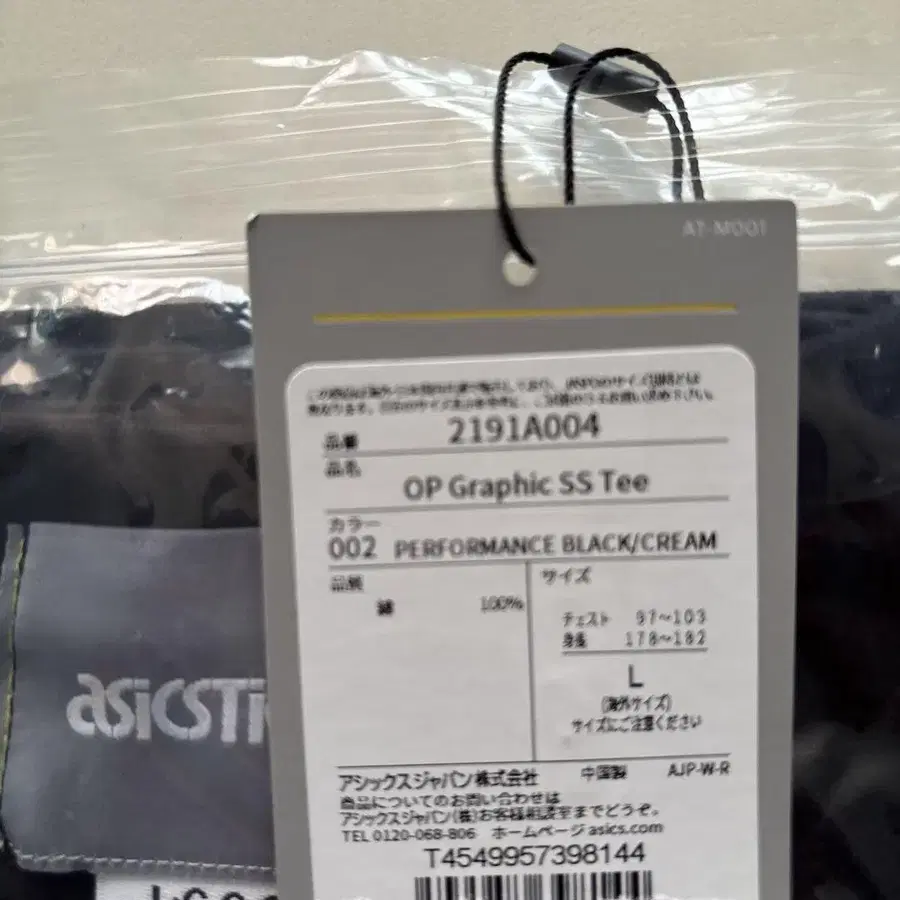 AT-M001
2191A004
品番
品名
OP Graphic SS Tee
カラー
002 PERFORMANCE BLACK/CREAM
品質
サイズ
綿 100%
チェスト 97~103
身長 178~182
L
(海外サイズ)
サイズにご注意ください
アシックスジャパン株式会社 中国製 AJP-W-R
商品についてのお問い合わせは
アシックスジャパン(株)お客様相談室までどうぞ。
TEL 0120-068-806 ホームページ asics.com
T4549957398144
asicsTi